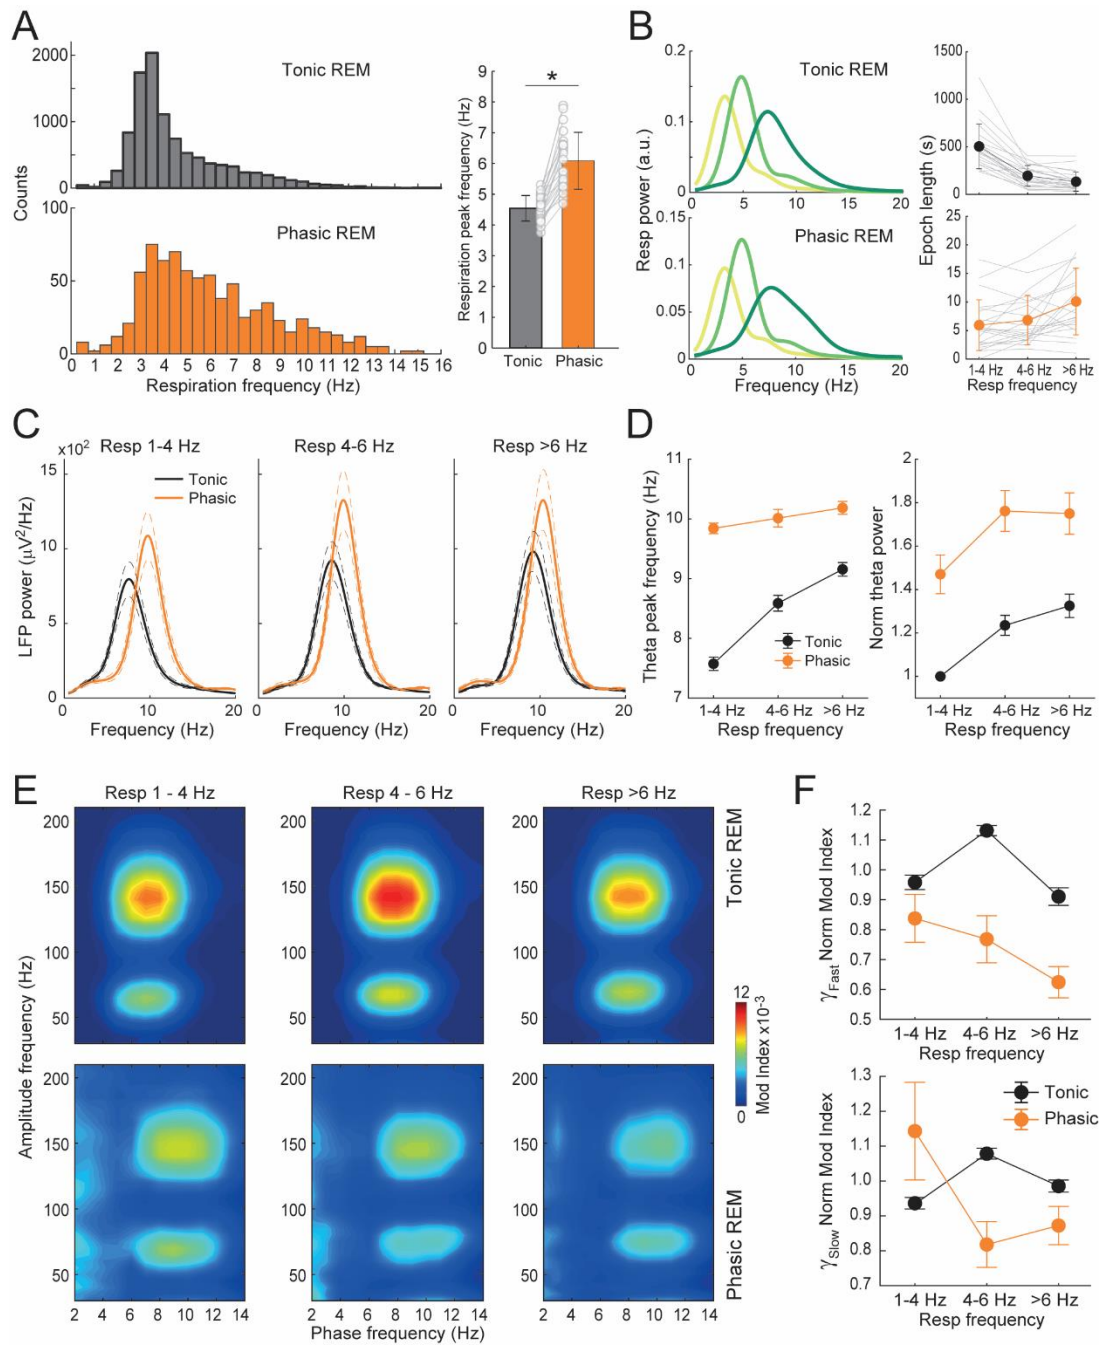 A
2000
1000
0
Tonic REM
Counts
100
50
0
Phasic REM
0 1 2 3 4 5 6 7 8 9 10 11 12 13 14 15 16
Respiration frequency (Hz)
Respiration peak frequency (Hz)
9
8
7
6
5
4
3
2
1
0
*
Tonic Phasic
B
Resp power (a.u.)
0.2
0.1
0
Tonic REM
0.15
0.1
0.05
0
Phasic REM
0 5 10 15 20
Frequency (Hz)
Epoch length (s)
1500
1000
500
0
25
20
15
10
5
0
1-4 Hz 4-6 Hz >6 Hz
Resp frequency
C
x10²
Resp 1-4 Hz Resp 4-6 Hz Resp >6 Hz
LFP power (µV²/Hz)
15
10
5
0
Tonic
Phasic
0 10 20 0 10 20 0 10 20
Frequency (Hz) Frequency (Hz) Frequency (Hz)
D
Theta peak frequency (Hz)
11
10
9
8
7
Tonic
Phasic
1-4 Hz 4-6 Hz >6 Hz
Resp frequency
Norm theta power
2
1.8
1.6
1.4
1.2
1
1-4 Hz 4-6 Hz >6 Hz
Resp frequency
E
Resp 1 - 4 Hz Resp 4 - 6 Hz Resp >6 Hz
Amplitude frequency (Hz)
200
150
100
50
Tonic REM
12
0
Mod Index x10⁻³
200
150
100
50
Phasic REM
2 4 6 8 10 12 14 2 4 6 8 10 12 14 2 4 6 8 10 12 14
Phase frequency (Hz)
F
γFast Norm Mod Index
1.2
1.1
1.0
0.9
0.8
0.7
0.6
0.5
1-4 Hz 4-6 Hz >6 Hz
Resp frequency
γSlow Norm Mod Index
1.3
1.2
1.1
1.0
0.9
0.8
0.7
Tonic
Phasic
1-4 Hz 4-6 Hz >6 Hz
Resp frequency